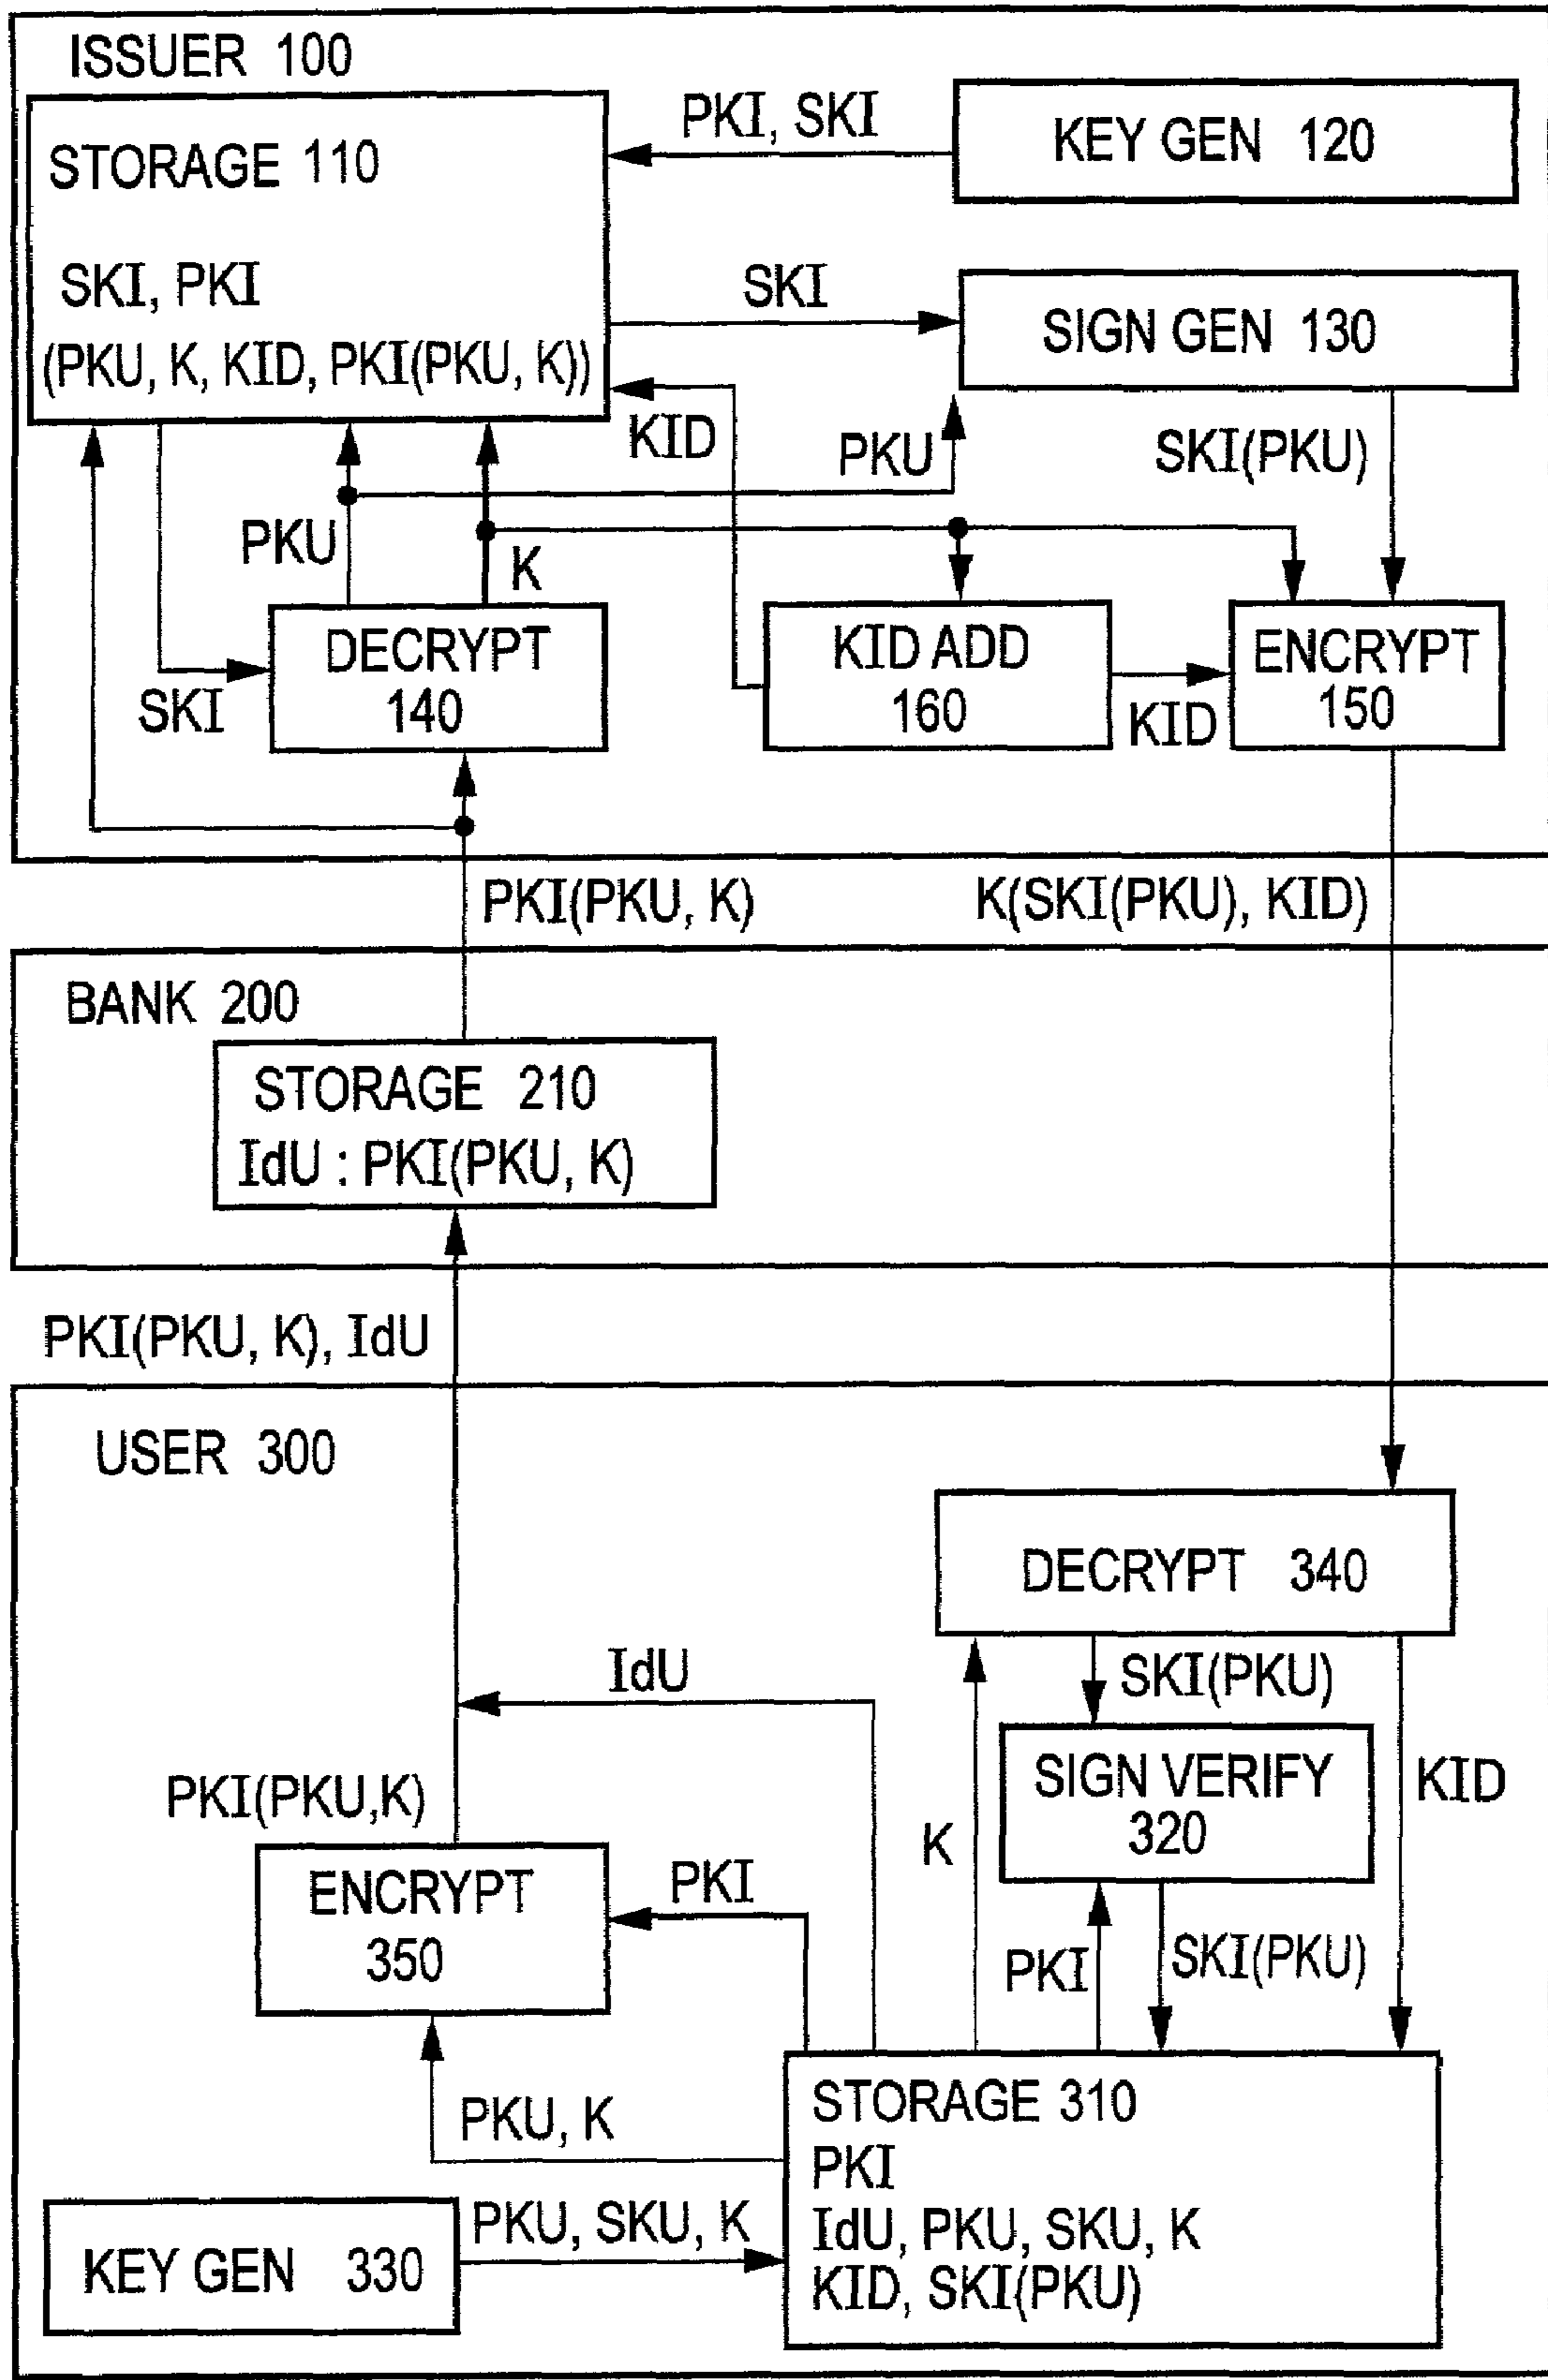 ISSUER 100
STORAGE 110
SKI, PKI
(PKU, K, KID, PKI(PKU, K))
PKI, SKI
KEY GEN 120
SKI
SIGN GEN 130
KID
PKU
SKI(PKU)
PKU
K
SKI
DECRYPT
140
KID ADD
160
KID
ENCRYPT
150
PKI(PKU, K)
K(SKI(PKU), KID)
BANK 200
STORAGE 210
IdU : PKI(PKU, K)
PKI(PKU, K), IdU
USER 300
DECRYPT 340
IdU
SKI(PKU)
SIGN VERIFY
320
KID
PKI(PKU,K)
K
ENCRYPT
350
PKI
PKI
SKI(PKU)
PKU, K
STORAGE 310
PKI
IdU, PKU, SKU, K
KID, SKI(PKU)
PKU, SKU, K
KEY GEN 330